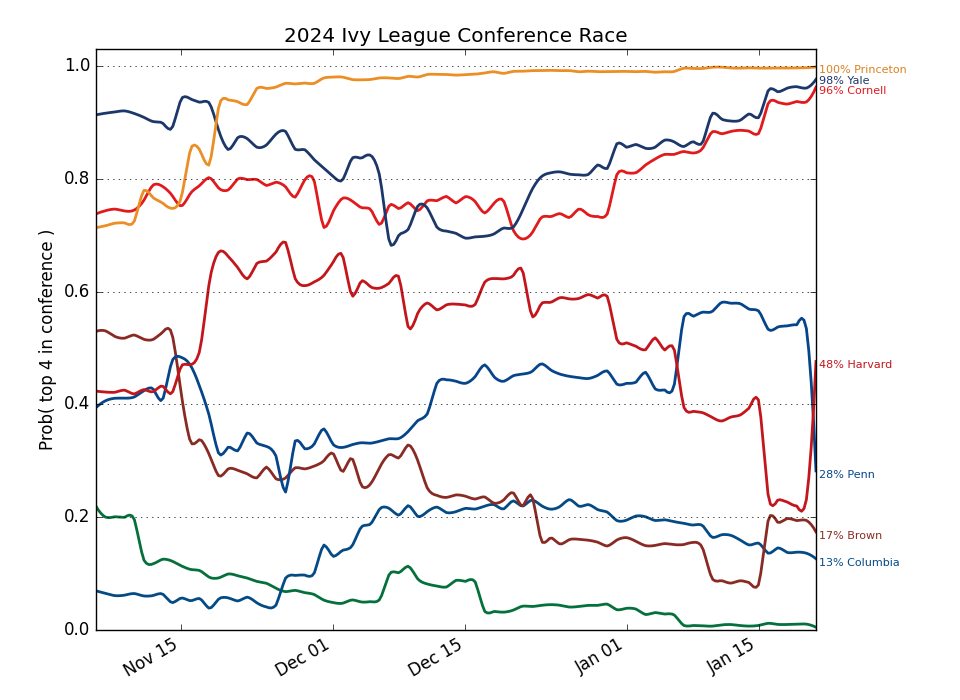 2024 Ivy League Conference Race
Prob( top 4 in conference )
1.0
0.8
0.6
0.4
0.2
0.0
Nov 15
Dec 01
Dec 15
Jan 01
Jan 15
100% Princeton
98% Yale
96% Cornell
48% Harvard
28% Penn
17% Brown
13% Columbia